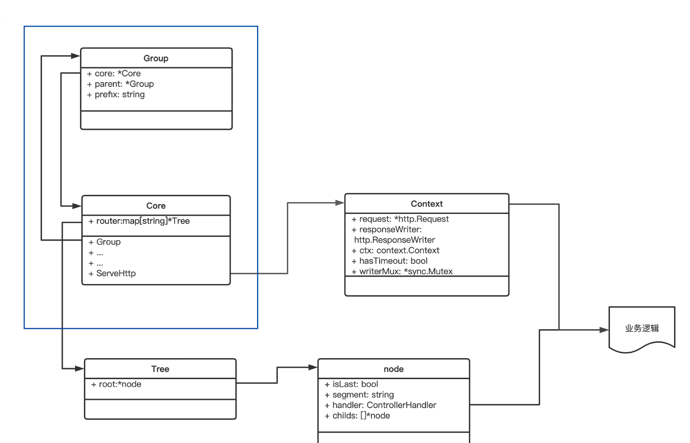 Group
+ core: *Core
+ parent: *Group
+ prefix: string
Core
+ router:map[string]*Tree
+ Group
+ ...
+ ...
+ ServeHttp
Context
+ request: *http.Request
+ responseWriter:
http.ResponseWriter
+ ctx: context.Context
+ hasTimeout: bool
+ writerMux: *sync.Mutex
业务逻辑
Tree
+ root:*node
node
+ isLast: bool
+ segment: string
+ handler: ControllerHandler
+ childs: []*node